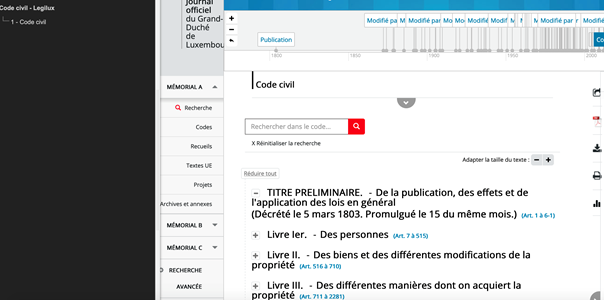 Code civil - Legilux
1 - Code civil
Journal
officiel
du Grand-
Duché
de
Luxembou
MÉMORIAL A
Recherche
Codes
Recueils
Textes UE
Projets
Archives et annexes
MÉMORIAL B
MÉMORIAL C
RECHERCHE
AVANCÉE
+
−
Publication
Modifié pa
Modifié par
Modifié
Modifié par
Modifié
Co
1800
1850
1900
1950
2000
Code civil
Rechercher dans le code...
X Réinitialiser la recherche
Adapter la taille du texte : − +
Réduire tout
− TITRE PRELIMINAIRE. - De la publication, des effets et de
l'application des lois en général
(Décrété le 5 mars 1803. Promulgué le 15 du même mois.) (Art. 1 à 6-1)
+ Livre Ier. - Des personnes (Art. 7 à 515)
+ Livre II. - Des biens et des différentes modifications de la
propriété (Art. 516 à 710)
+ Livre III. - Des différentes manières dont on acquiert la
propriété (Art. 711 à 2281)